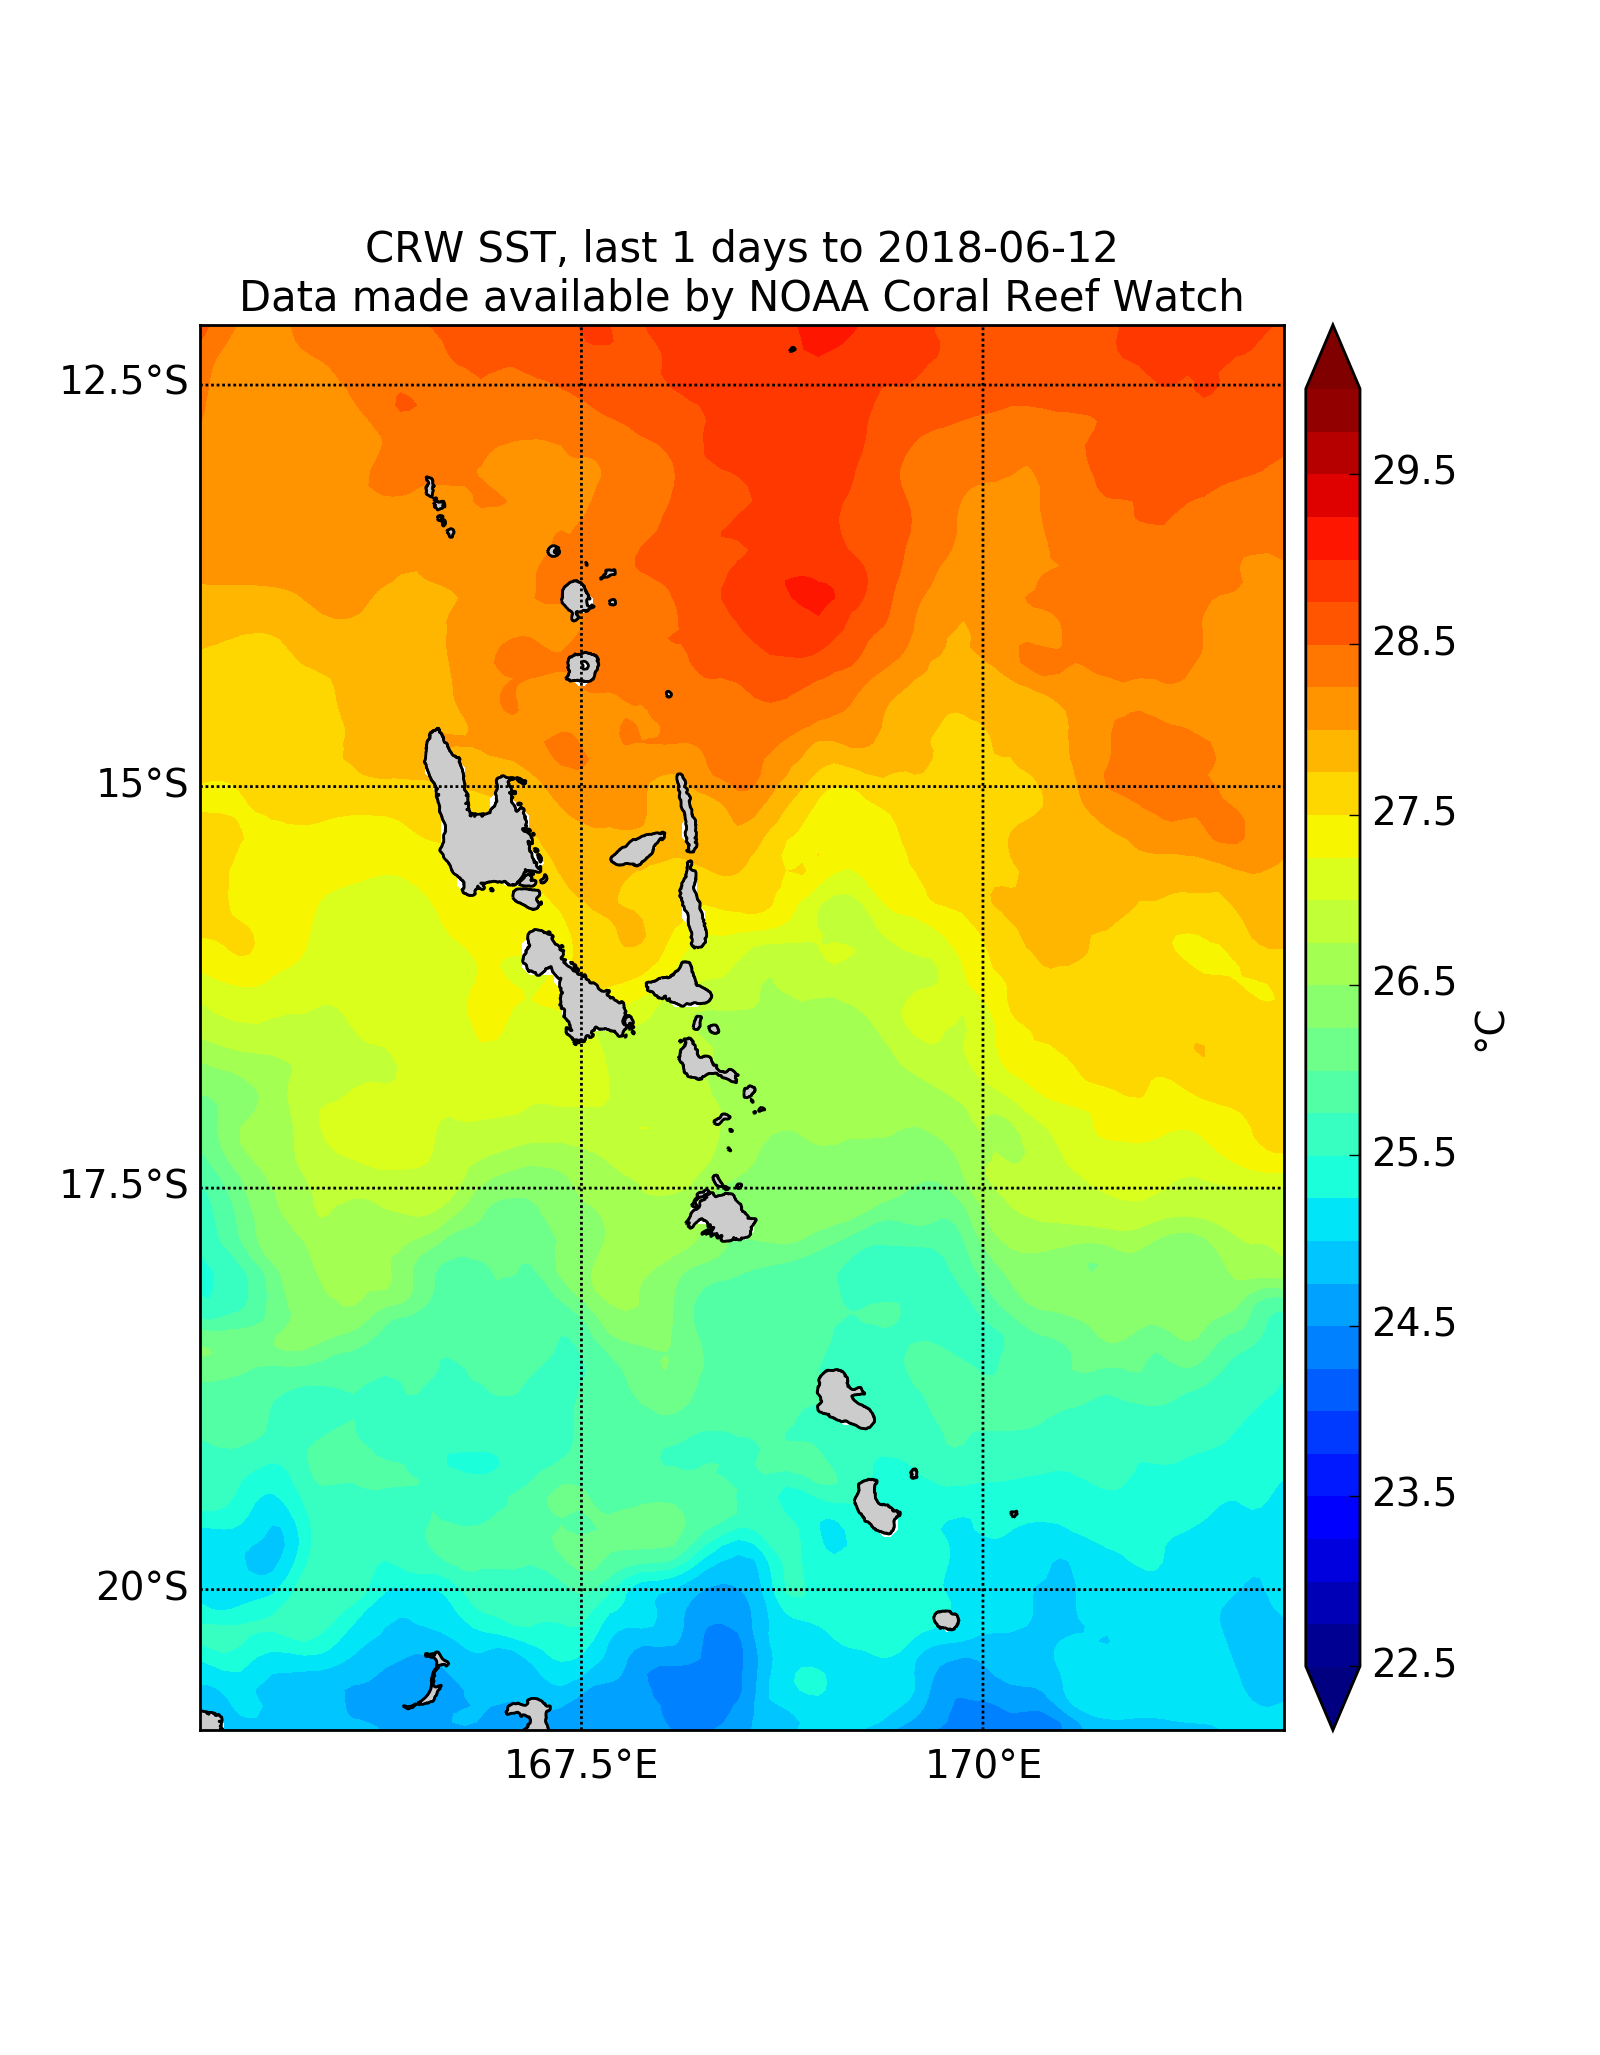 CRW SST, last 1 days to 2018-06-12
Data made available by NOAA Coral Reef Watch
12.5°S
15°S
17.5°S
20°S
167.5°E
170°E
29.5
28.5
27.5
26.5
25.5
24.5
23.5
22.5
°C